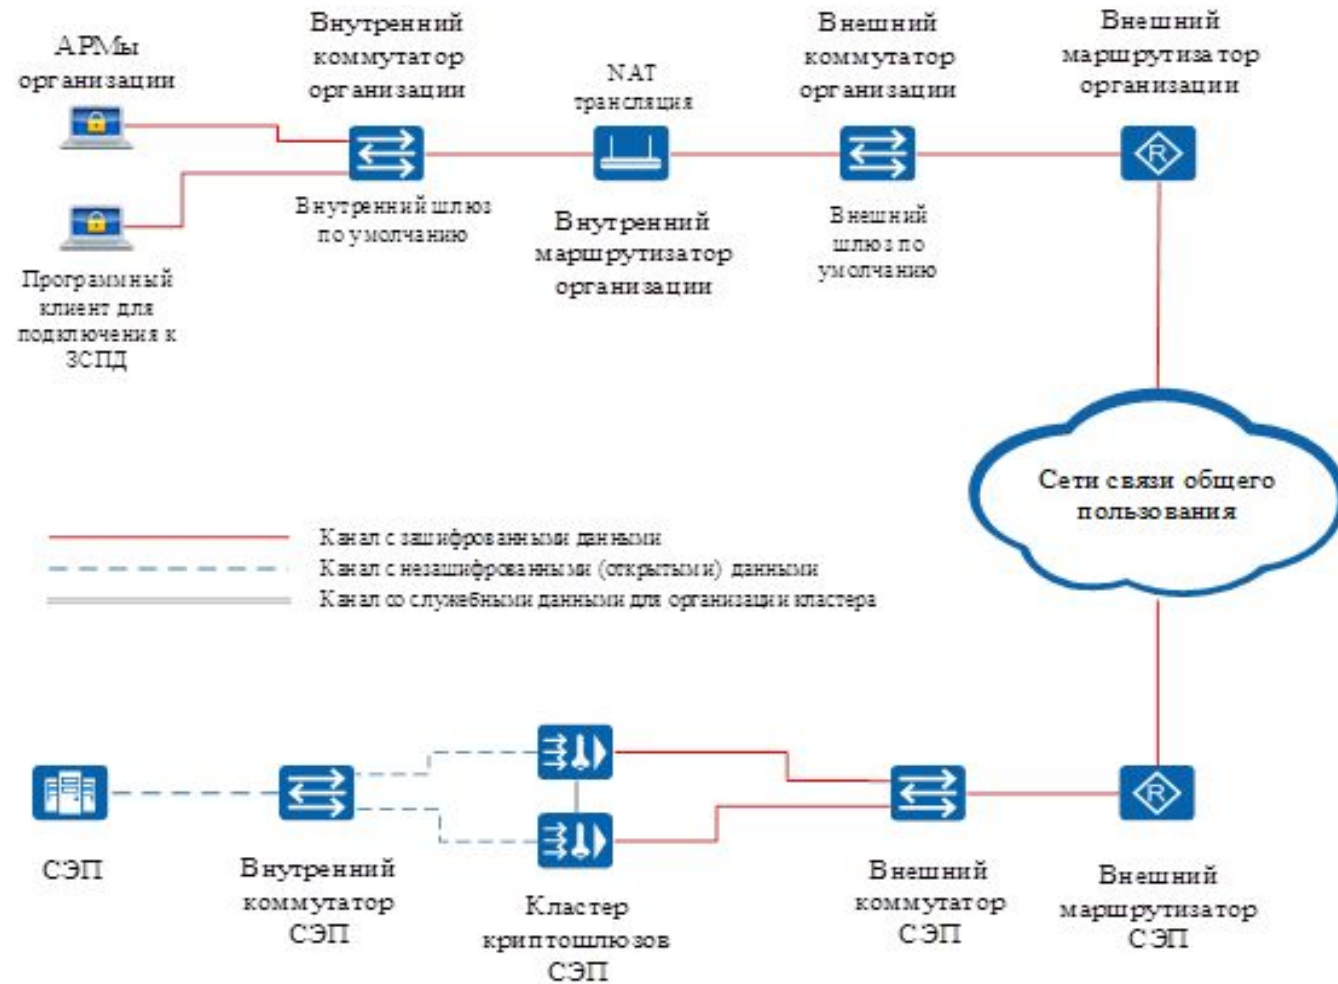 АРМы
организации
Внутренний
коммутатор
организации
NAT
трансляция
Внешний
коммутатор
организации
Внешний
маршрутизатор
организации
Внутренний шлюз
по умолчанию
Внутренний
маршрутизатор
организации
Внешний
шлюз по
умолчанию
R
Программный
клиент для
подключения к
ЗСПД
Сети связи общего
пользования
Канал с зашифрованными данными
Канал с незашифрованными (открытыми) данными
Канал со служебными данными для организации кластера
СЭП
Внутренний
коммутатор
СЭП
Кластер
криптошлюзов
СЭП
Внешний
коммутатор
СЭП
R
Внешний
маршрутизатор
СЭП